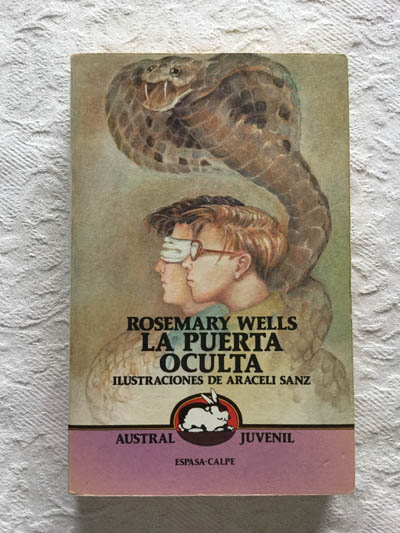 ROSEMARY WELLS
LA PUERTA
OCULTA
ILUSTRACIONES DE ARACELI SANZ
AUSTRAL JUVENIL
ESPASA-CALPE